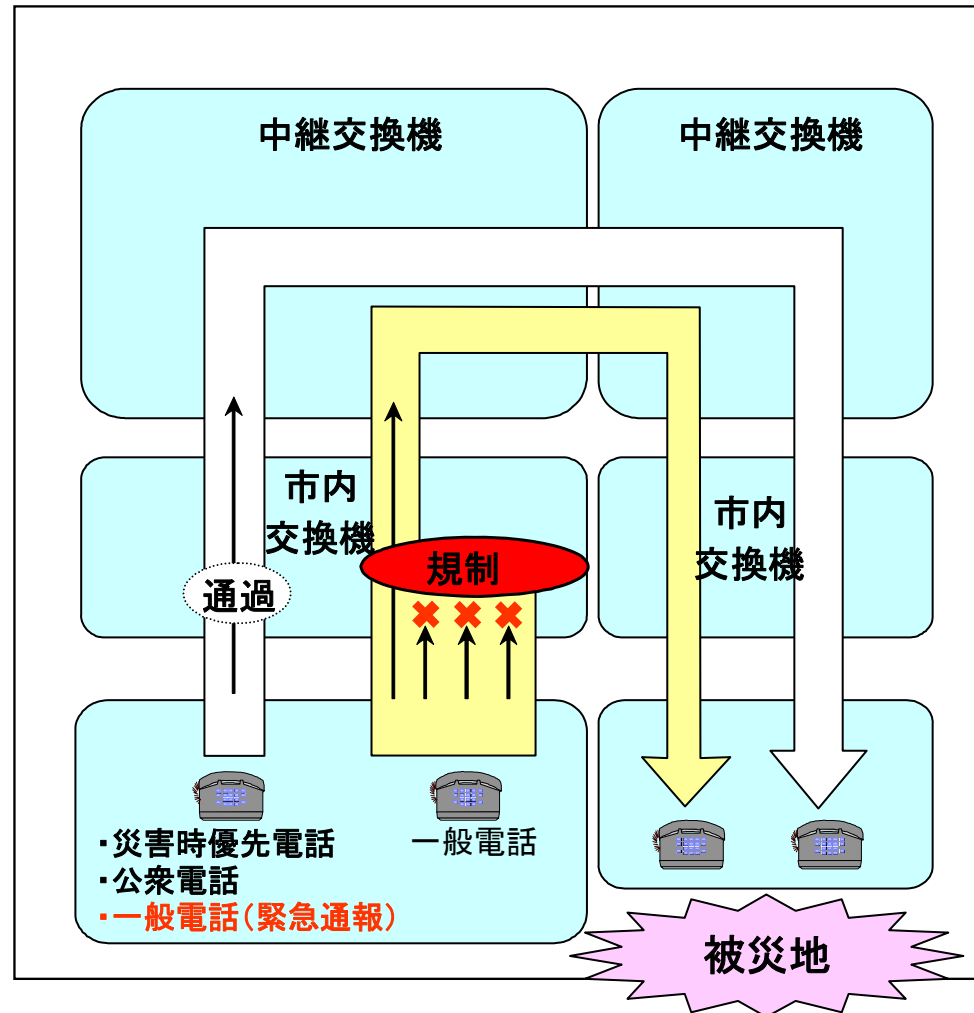 中継交換機
中継交換機
市内
交換機
市内
交換機
規制
通過
・災害時優先電話
・公衆電話
・一般電話（緊急通報）
一般電話
被災地